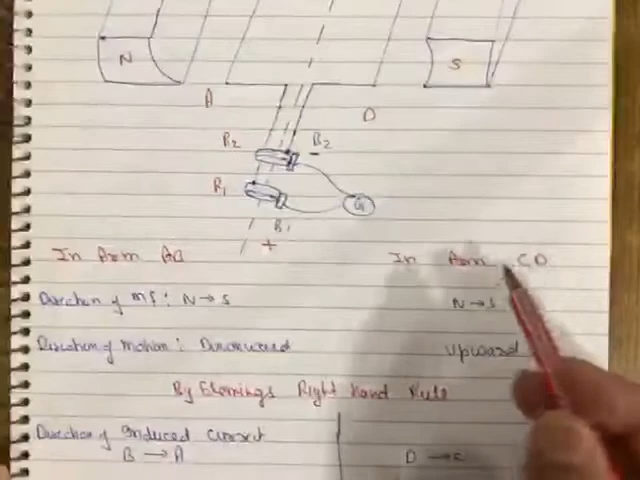 N
S
A
D
R2
B2
-
R1
G
B1
+
In Arm AB
In Arm CD
Direction of MF: N → S
N → S
Direction of Motion: Downward
Upward
By Flemings Right Hand Rule
Direction of Induced Current
B → A
D → C